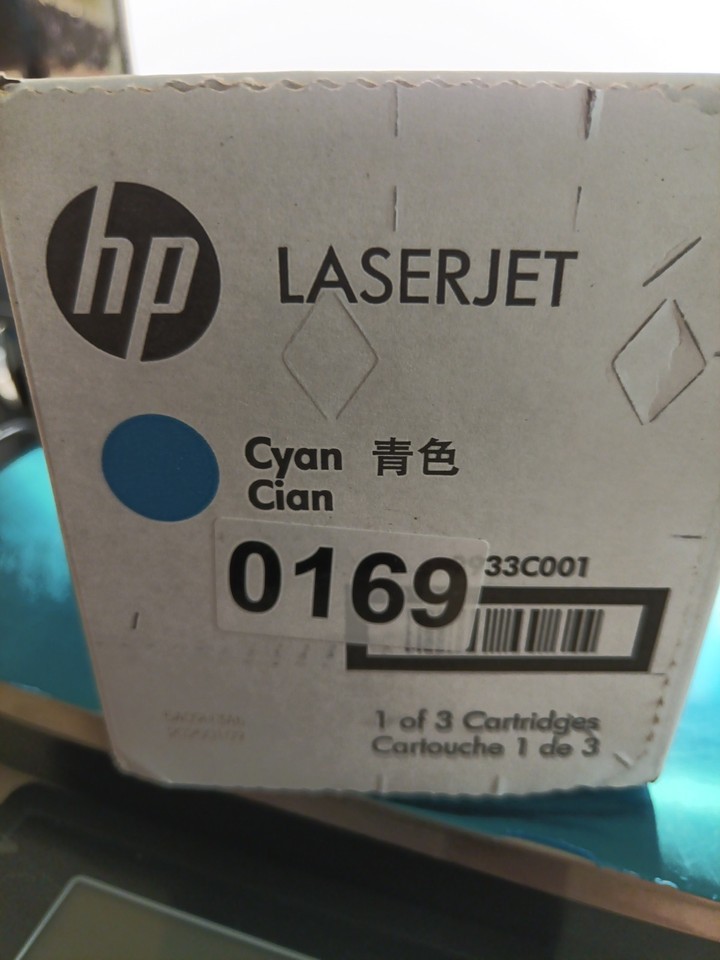 hp LASERJET
Cyan 青色
Cian
0169
33C001
1 of 3 Cartridges
Cartouche 1 de 3